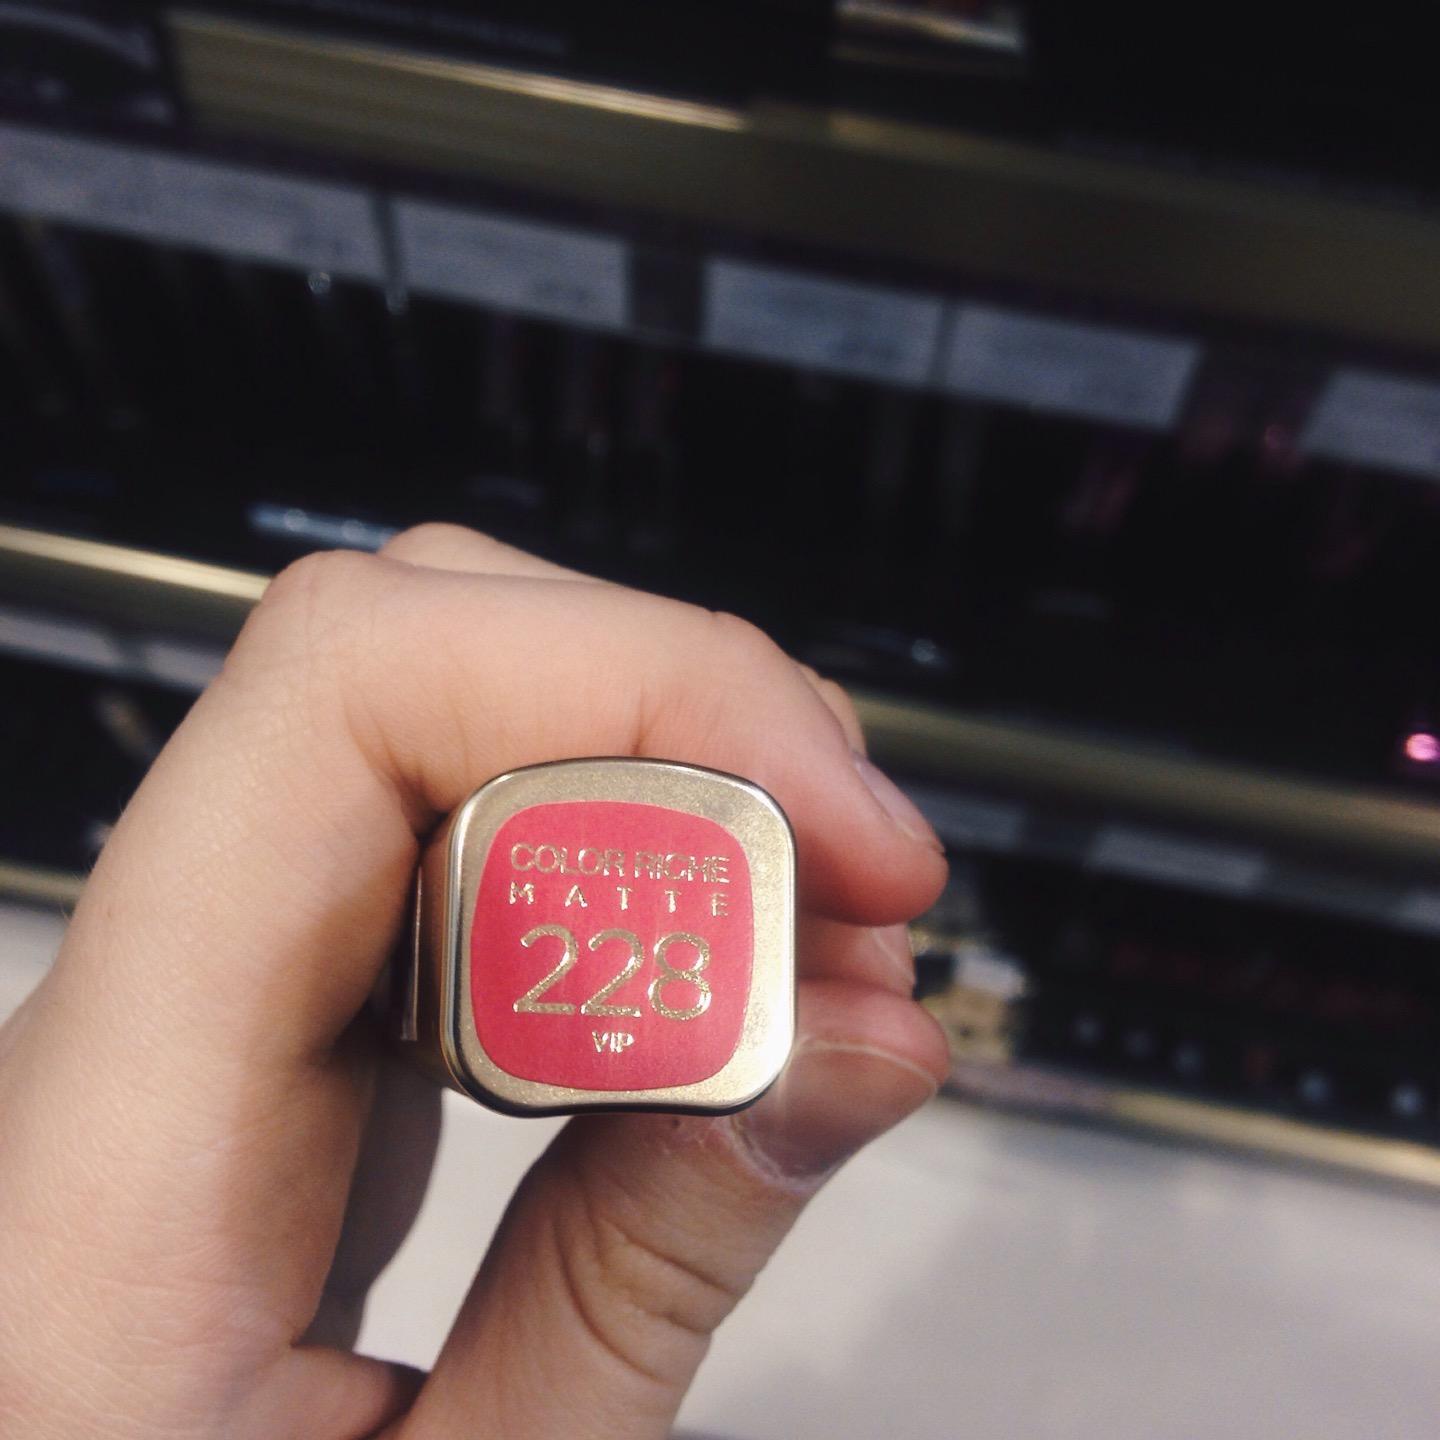 COLOR RICHE
MATTE
228
VIP